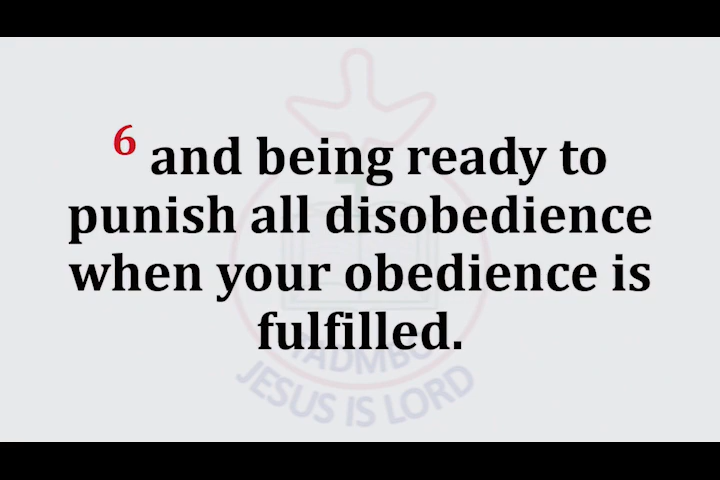 6 and being ready to
punish all disobedience
when your obedience is
fulfilled.
JESUS IS LORD